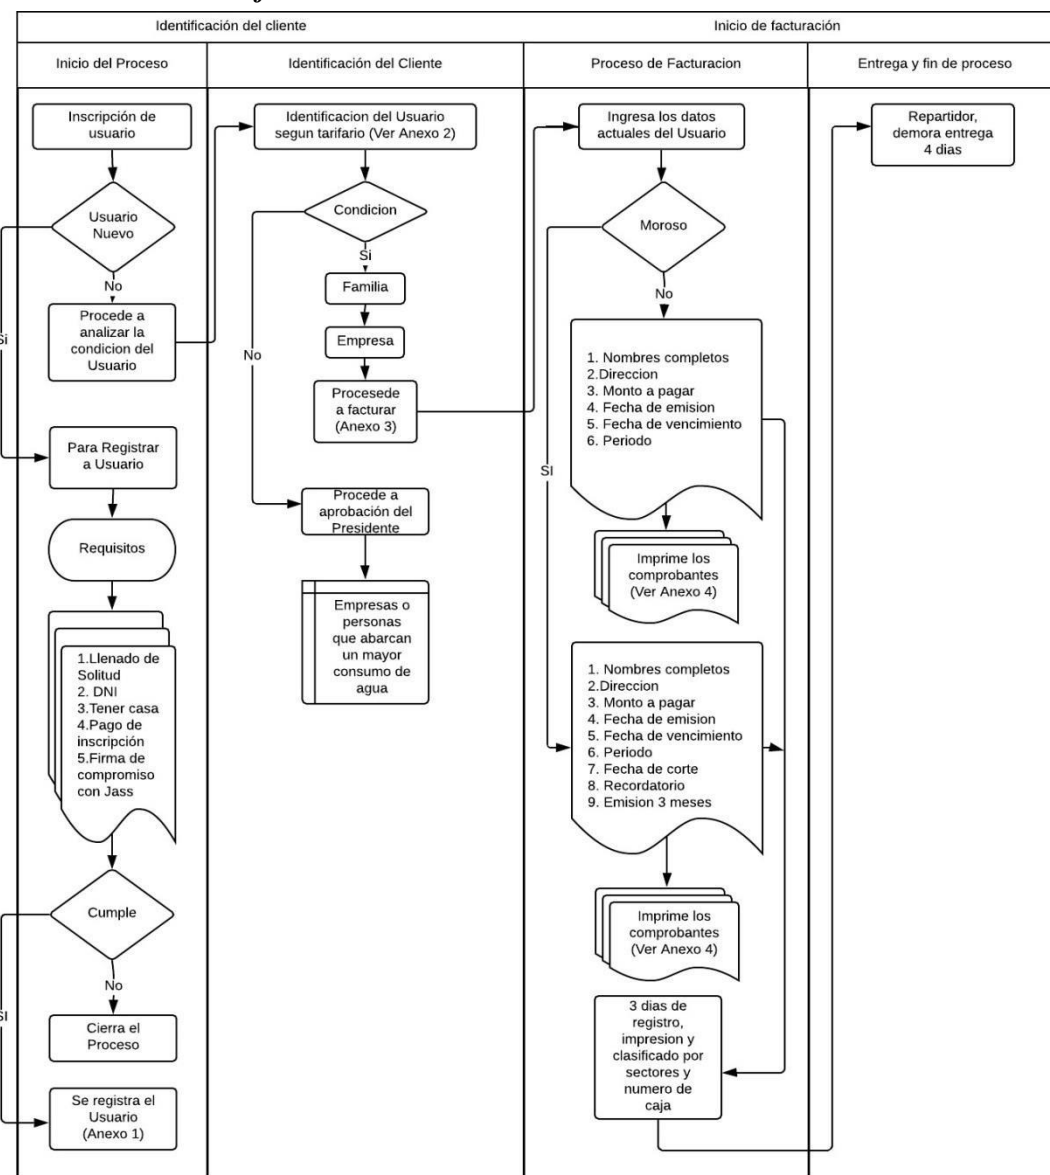 Identificación del cliente
Inicio de facturación
Inicio del Proceso
Identificación del Cliente
Proceso de Facturacion
Entrega y fin de proceso
Inscripción de
usuario
Usuario
Nuevo
No
Si
Procede a
analizar la
condicion del
Usuario
Para Registrar
a Usuario
Requisitos
1.Llenado de
Solitud
2. DNI
3.Tener casa
4.Pago de
inscripción
5.Firma de
compromiso
con Jass
Cumple
No
SI
Cierra el
Proceso
Se registra el
Usuario
(Anexo 1)
Identificacion del Usuario
segun tarifario (Ver Anexo 2)
Condicion
Si
No
Familia
Empresa
Procesede
a facturar
(Anexo 3)
Procede a
aprobación del
Presidente
Empresas o
personas
que abarcan
un mayor
consumo de
agua
Ingresa los datos
actuales del Usuario
Moroso
No
SI
1. Nombres completos
2.Direccion
3. Monto a pagar
4. Fecha de emision
5. Fecha de vencimiento
6. Periodo
Imprime los
comprobantes
(Ver Anexo 4)
1. Nombres completos
2.Direccion
3. Monto a pagar
4. Fecha de emision
5. Fecha de vencimiento
6. Periodo
7. Fecha de corte
8. Recordatorio
9. Emision 3 meses
Imprime los
comprobantes
(Ver Anexo 4)
3 dias de
registro,
impresion y
clasificado por
sectores y
numero de
caja
Repartidor,
demora entrega
4 dias